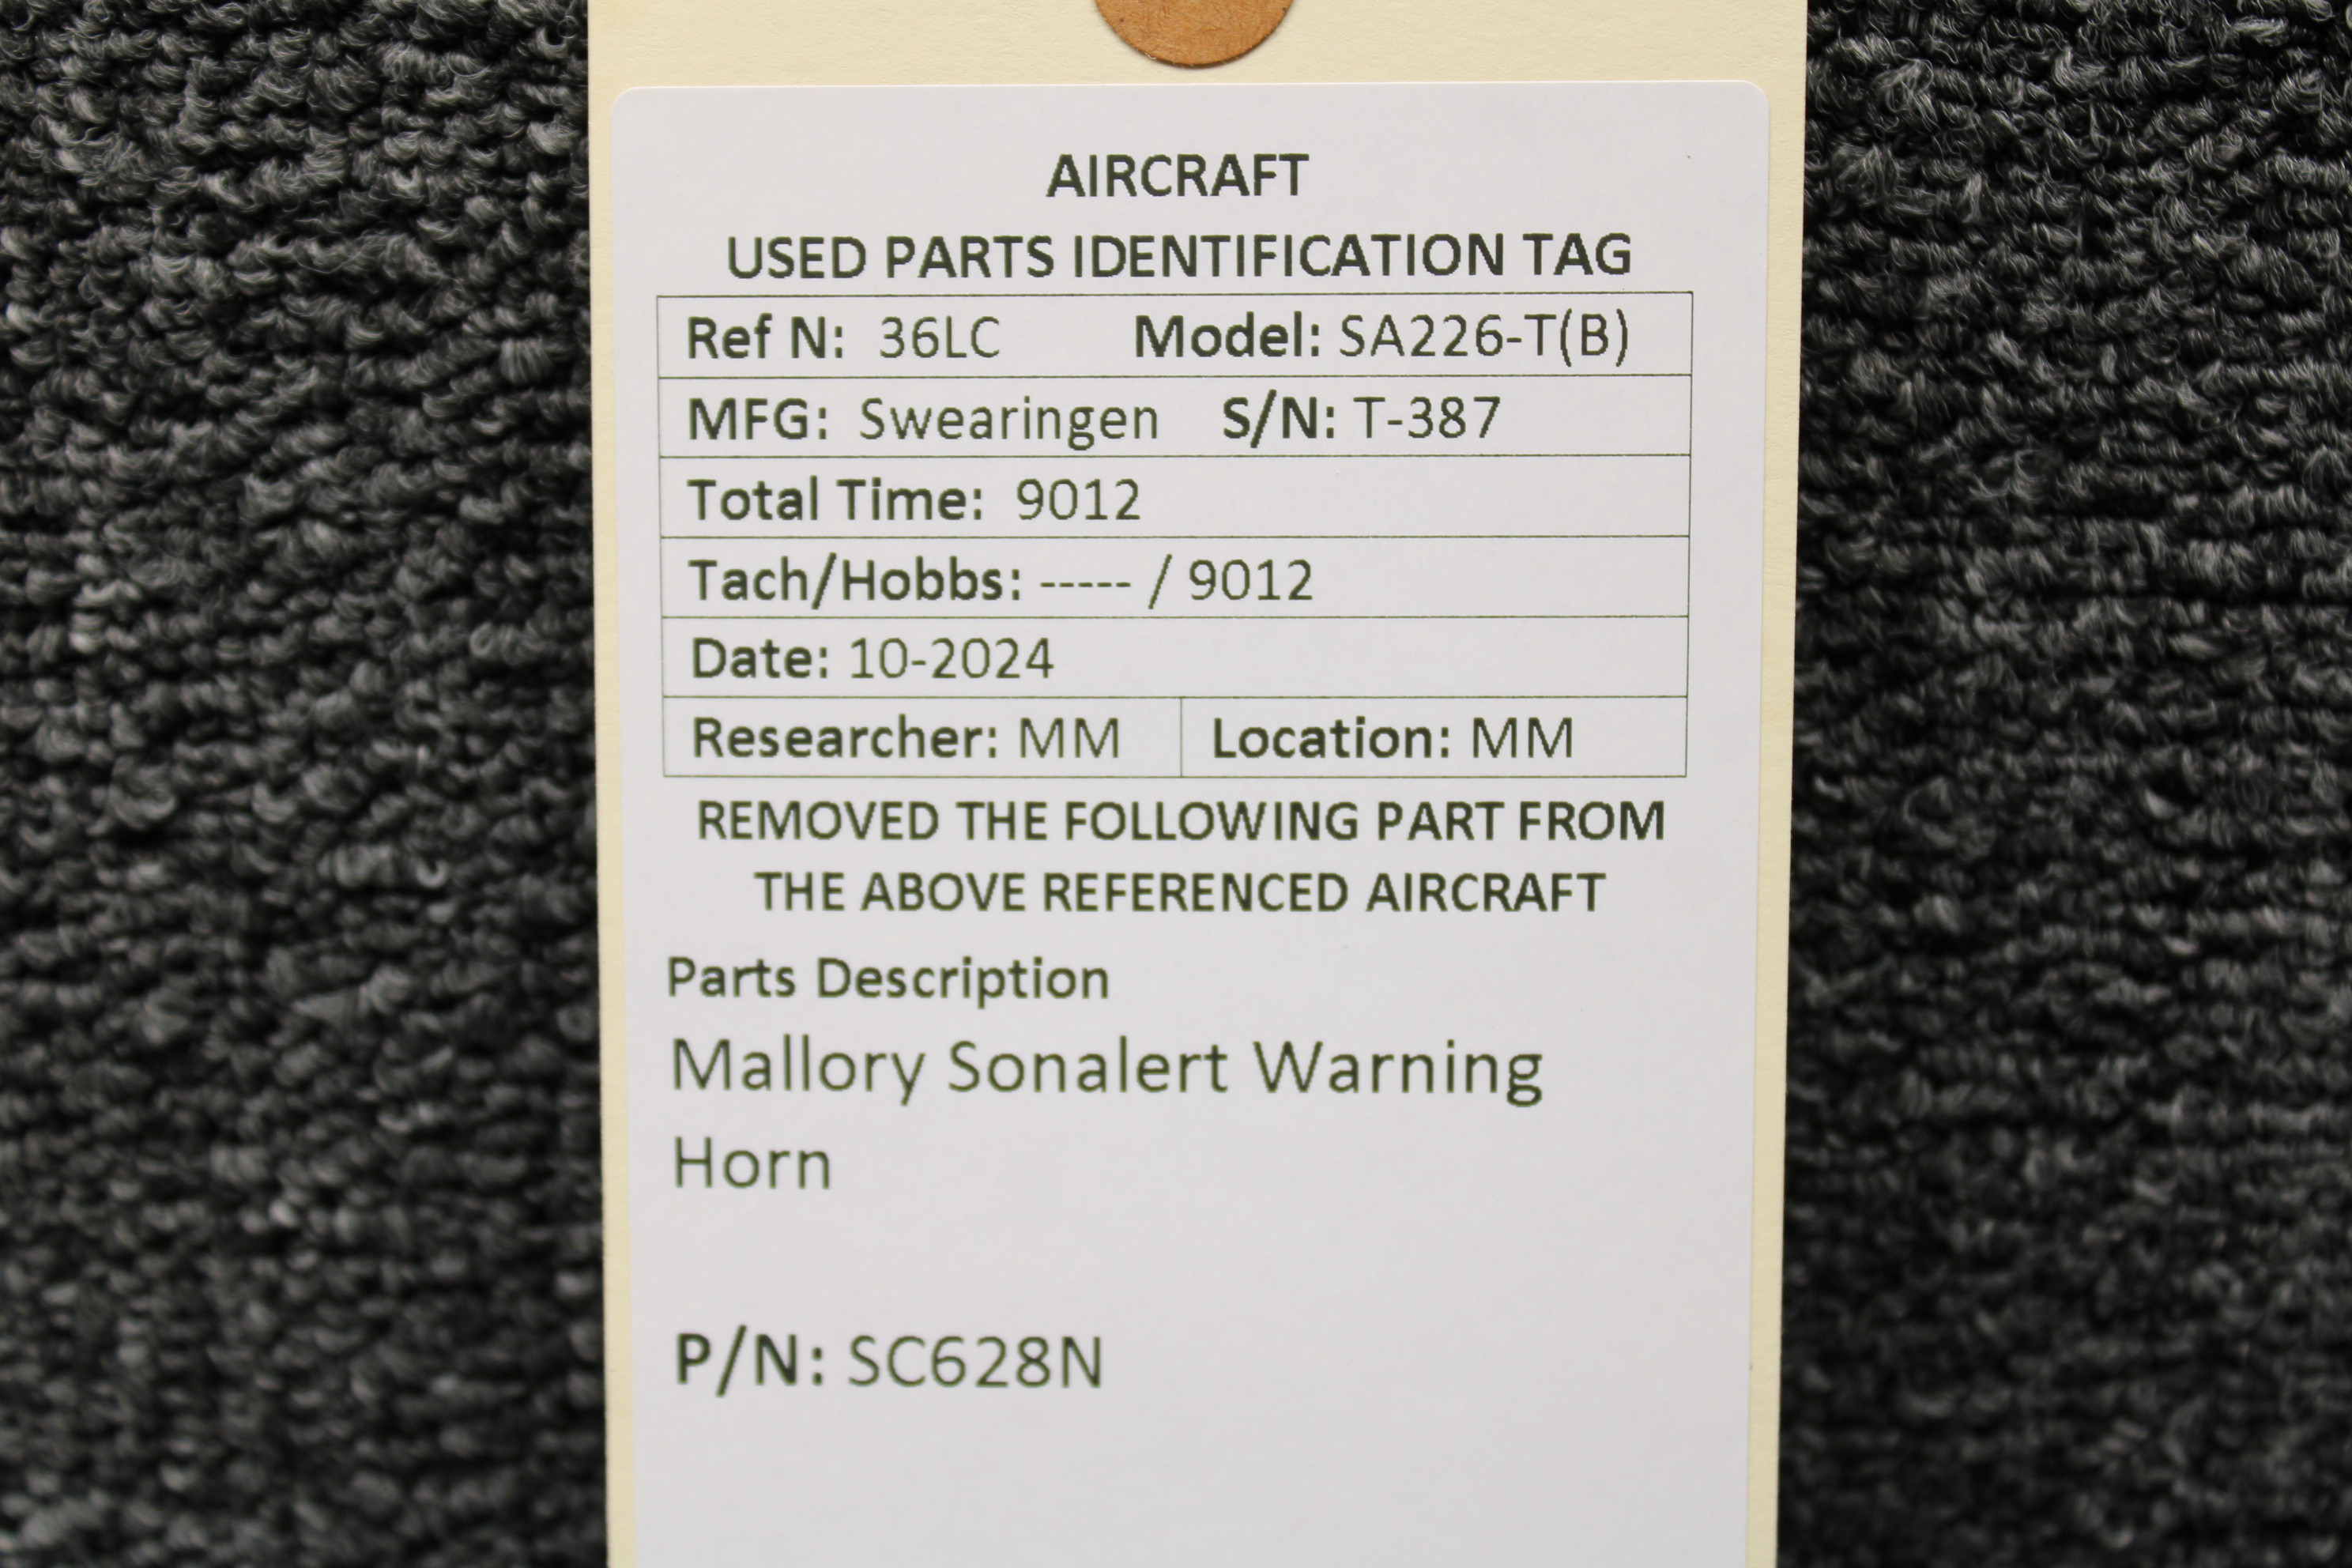 AIRCRAFT
USED PARTS IDENTIFICATION TAG
Ref N: 36LC Model: SA226-T(B)
MFG: Swearingen S/N: T-387
Total Time: 9012
Tach/Hobbs: ----- / 9012
Date: 10-2024
Researcher: MM Location: MM
REMOVED THE FOLLOWING PART FROM
THE ABOVE REFERENCED AIRCRAFT
Parts Description
Mallory Sonalert Warning
Horn
P/N: SC628N